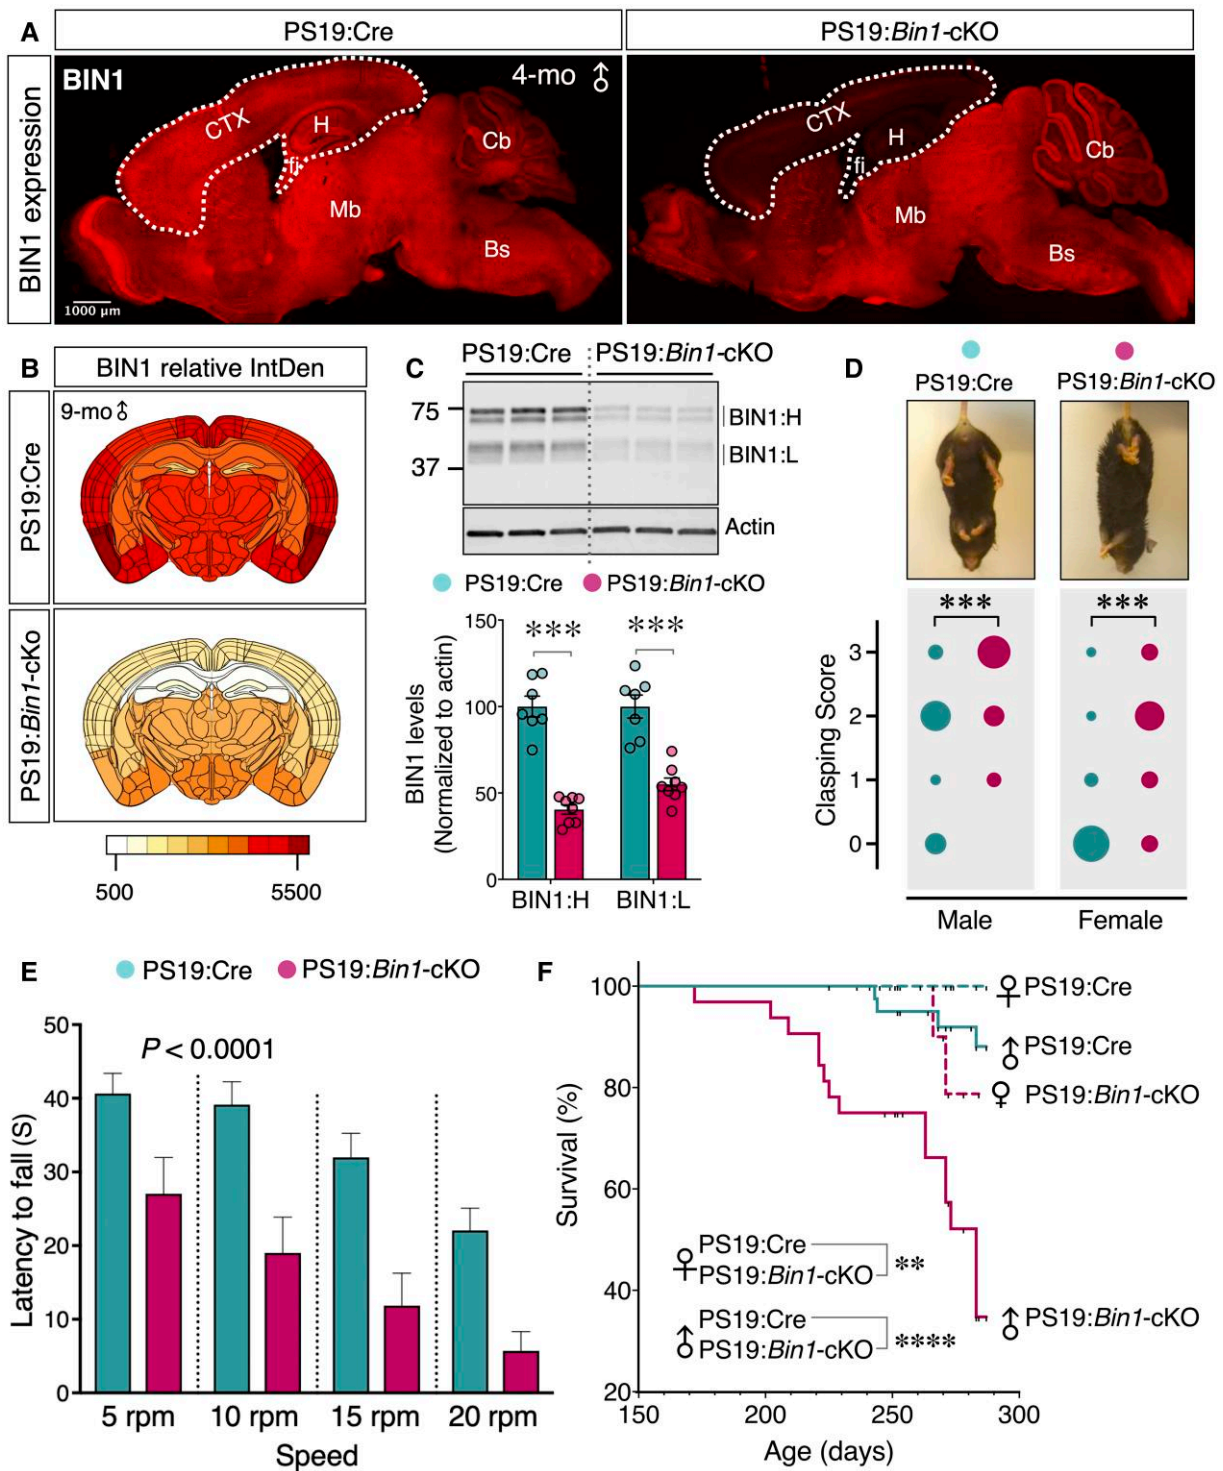 A
PS19:Cre
PS19:Bin1-cKO
BIN1 expression
BIN1
4-mo ♂
CTX
H
fi
Cb
Mb
Bs
1000 µm
CTX
H
fi
Cb
Mb
Bs
B
BIN1 relative IntDen
PS19:Cre
9-mo♂
PS19:Bin1-cKo
500 5500
C
PS19:Cre PS19:Bin1-cKO
75
37
BIN1:H
BIN1:L
Actin
PS19:Cre PS19:Bin1-cKO
BIN1 levels
(Normalized to actin)
150
100
50
0
*** ***
BIN1:H BIN1:L
D
PS19:Cre PS19:Bin1-cKO
*** ***
Clasping Score
3
2
1
0
Male Female
E
PS19:Cre PS19:Bin1-cKO
P < 0.0001
Latency to fall (S)
50
40
30
20
10
0
5 rpm 10 rpm 15 rpm 20 rpm
Speed
F
Survival (%)
100
80
60
40
20
♀ PS19:Cre
♂ PS19:Cre
♀ PS19:Bin1-cKO
♂ PS19:Bin1-cKO
♀ PS19:Cre
PS19:Bin1-cKO **
♂ PS19:Cre
PS19:Bin1-cKO ****
150 200 250 300
Age (days)